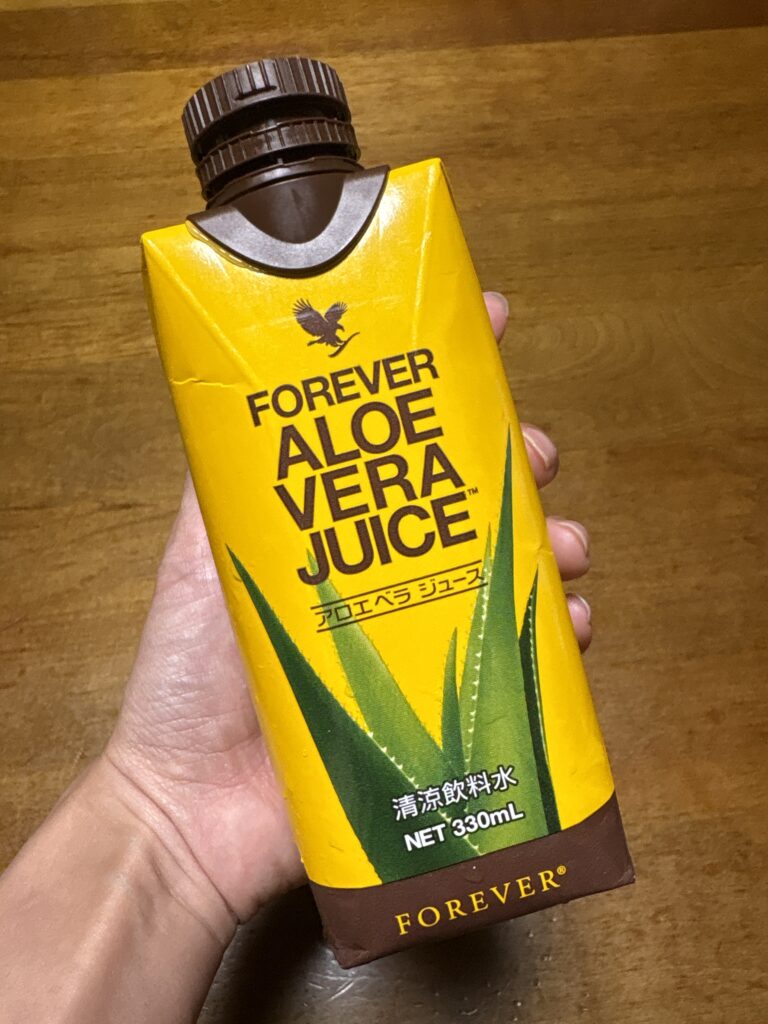 FOREVER
ALOE
VERA
JUICE™
アロエベラ ジュース
清涼飲料水
NET 330mL
FOREVER®